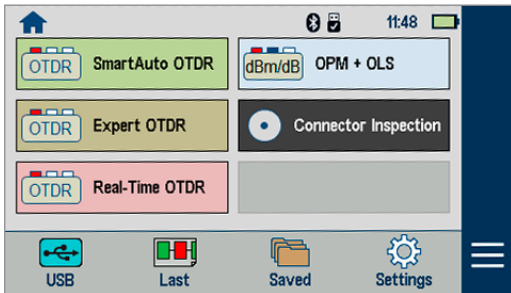 11:48
OTDR SmartAuto OTDR
dBm/dB OPM + OLS
OTDR Expert OTDR
Connector Inspection
OTDR Real-Time OTDR
USB
Last
Saved
Settings